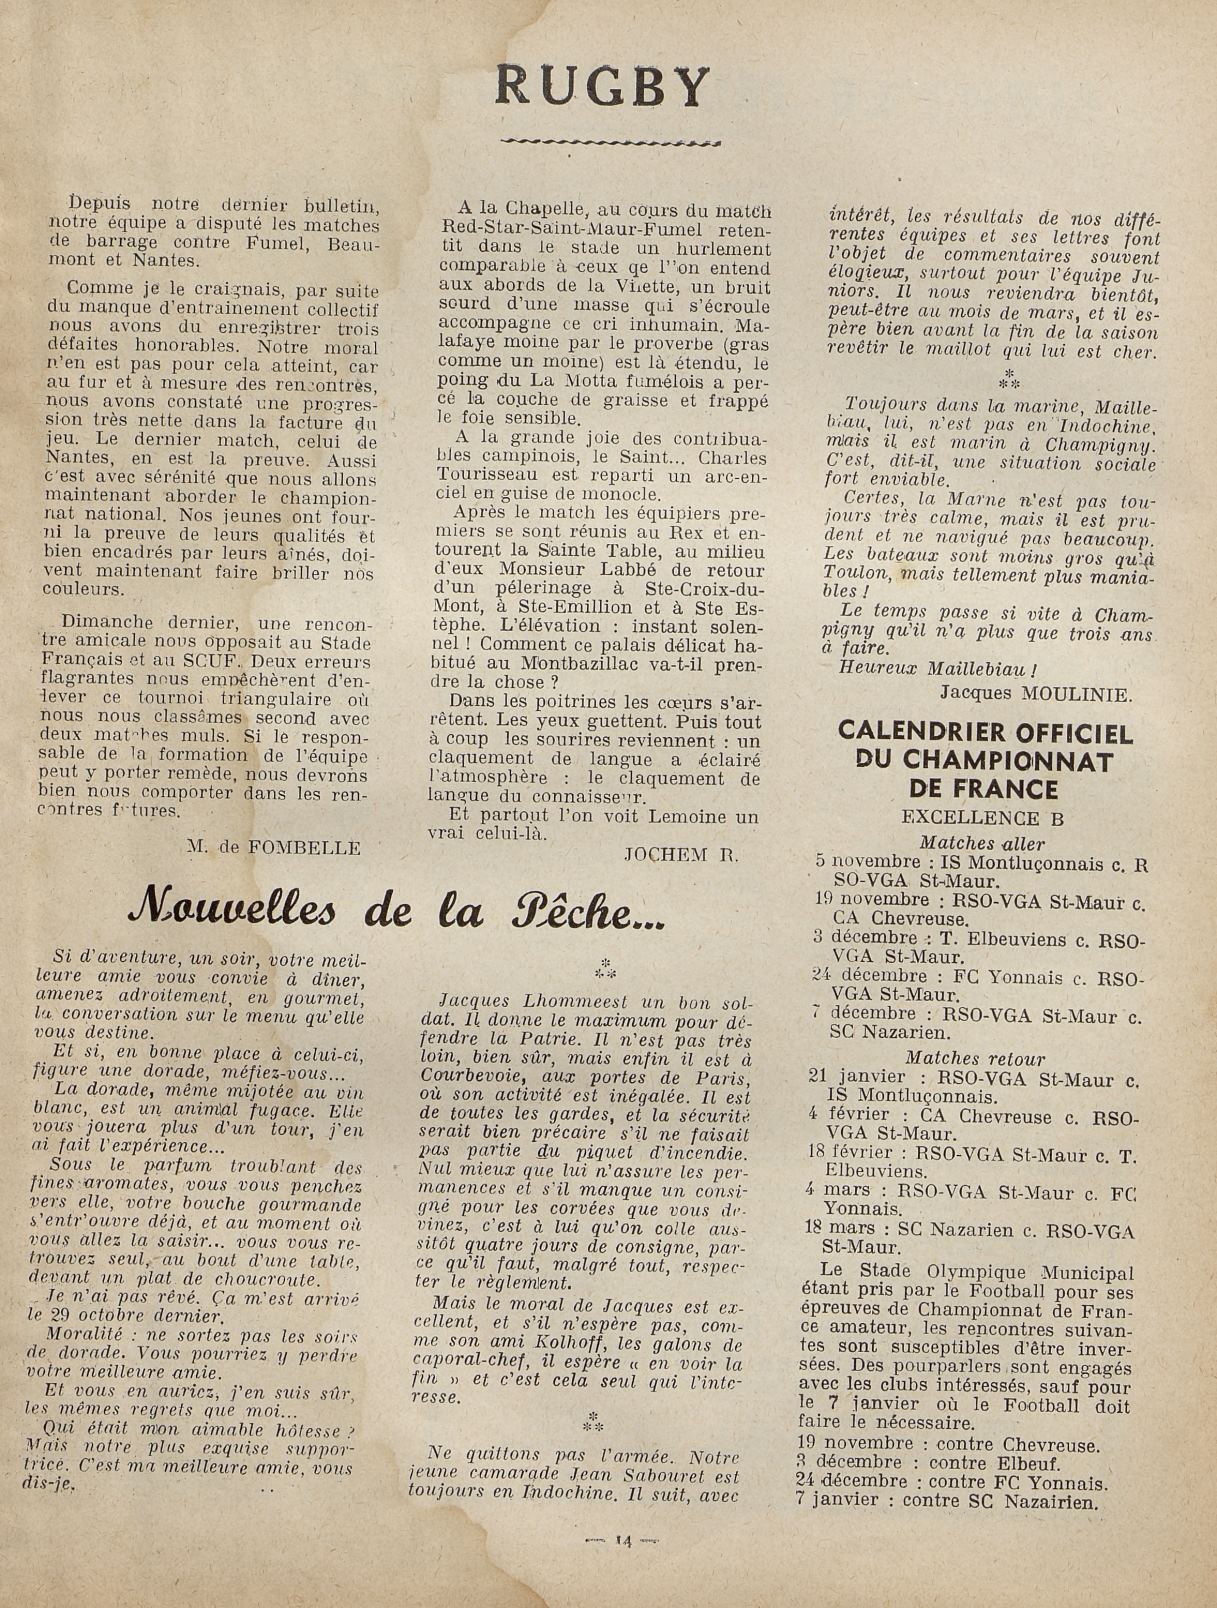 RUGBY
Depuis notre dernier bulletin,
notre équipe a disputé les matches
de barrage contre Fumel, Beau-
mont et Nantes.
Comme je le craignais, par suite
du manque d'entrainement collectif
nous avons du enregistrer trois
défaites honorables. Notre moral
n'en est pas pour cela atteint, car
au fur et à mesure des rencontres,
nous avons constaté une progres-
sion très nette dans la facture du
jeu. Le dernier match, celui de
Nantes, en est la preuve. Aussi
c'est avec sérénité que nous allons
maintenant aborder le champion-
nat national. Nos jeunes ont four-
ni la preuve de leurs qualités et
bien encadrés par leurs aînés, doi-
vent maintenant faire briller nos
couleurs.
Dimanche dernier, une rencon-
tre amicale nous opposait au Stade
Français et au SCUF. Deux erreurs
flagrantes nous empêchèrent d'en-
lever ce tournoi triangulaire où
nous nous classâmes second avec
deux matches muls. Si le respon-
sable de la formation de l'équipe
peut y porter remède, nous devrons
bien nous comporter dans les ren-
contres futures.
M. de FOMBELLE
A la Chapelle, au cours du match
Red-Star-Saint-Maur-Fumel reten-
tit dans le stade un hurlement
comparable à ceux qe l''on entend
aux abords de la Vilette, un bruit
sourd d'une masse qui s'écroule
accompagne ce cri inhumain. Ma-
lafaye moine par le proverbe (gras
comme un moine) est là étendu, le
poing du La Motta fumélois a per-
cé la couche de graisse et frappé
le foie sensible.
A la grande joie des contribua-
bles campinois, le Saint... Charles
Tourisseau est reparti un arc-en-
ciel en guise de monocle.
Après le match les équipiers pre-
miers se sont réunis au Rex et en-
tourent la Sainte Table, au milieu
d'eux Monsieur Labbé de retour
d'un pélerinage à Ste-Croix-du-
Mont, à Ste-Emillion et à Ste Es-
tèphe. L'élévation : instant solen-
nel ! Comment ce palais délicat ha-
bitué au Montbazillac va-t-il pren-
dre la chose ?
Dans les poitrines les cœurs s'ar-
rêtent. Les yeux guettent. Puis tout
à coup les sourires reviennent : un
claquement de langue a éclairé
l'atmosphère : le claquement de
langue du connaisseur.
Et partout l'on voit Lemoine un
vrai celui-là.
JOCHEM R.
Nouvelles de la Pêche...
Si d'aventure, un soir, votre meil-
leure amie vous convie à diner,
amenez adroitement, en gourmet,
la conversation sur le menu qu'elle
vous destine.
Et si, en bonne place à celui-ci,
figure une dorade, méfiez-vous...
La dorade, même mijotée au vin
blanc, est un animal fugace. Elle
vous jouera plus d'un tour, j'en
ai fait l'expérience...
Sous le parfum troublant des
fines aromates, vous vous penchez
vers elle, votre bouche gourmande
s'entr'ouvre déjà, et au moment où
vous allez la saisir... vous vous re-
trouvez seul, au bout d'une table,
devant un plat de choucroute.
Je n'ai pas rêvé. Ça m'est arrivé
le 29 octobre dernier.
Moralité : ne sortez pas les soirs
de dorade. Vous pourriez y perdre
votre meilleure amie.
Et vous en auriez, j'en suis sûr,
les mêmes regrets que moi...
Qui était mon aimable hôtesse ?
Mais notre plus exquise suppor-
trice. C'est ma meilleure amie, vous
dis-je.
*
**
Jacques Lhommeest un bon sol-
dat. Il donne le maximum pour dé-
fendre la Patrie. Il n'est pas très
loin, bien sûr, mais enfin il est à
Courbevoie, aux portes de Paris,
où son activité est inégalée. Il est
de toutes les gardes, et la sécurité
serait bien précaire s'il ne faisait
pas partie du piquet d'incendie.
Nul mieux que lui n'assure les per-
manences et s'il manque un consi-
gné pour les corvées que vous de-
vinez, c'est à lui qu'on colle aus-
sitôt quatre jours de consigne, par-
ce qu'il faut, malgré tout, respec-
ter le règlement.
Mais le moral de Jacques est ex-
cellent, et s'il n'espère pas, com-
me son ami Kolhoff, les galons de
caporal-chef, il espère « en voir la
fin » et c'est cela seul qui l'inté-
resse.
*
**
Ne quittons pas l'armée. Notre
jeune camarade Jean Sabouret est
toujours en Indochine. Il suit, avec
intérêt, les résultats de nos diffé-
rentes équipes et ses lettres font
l'objet de commentaires souvent
élogieux, surtout pour l'équipe Ju-
niors. Il nous reviendra bientôt,
peut-être au mois de mars, et il es-
père bien avant la fin de la saison
revêtir le maillot qui lui est cher.
*
**
Toujours dans la marine, Maille-
biau, lui, n'est pas en Indochine,
mais il est marin à Champigny.
C'est, dit-il, une situation sociale
fort enviable.
Certes, la Marne n'est pas tou-
jours très calme, mais il est pru-
dent et ne navigué pas beaucoup.
Les bateaux sont moins gros qu'à
Toulon, mais tellement plus mania-
bles !
Le temps passe si vite à Cham-
pigny qu'il n'a plus que trois ans
à faire.
Heureux Maillebiau !
Jacques MOULINIE.
CALENDRIER OFFICIEL
DU CHAMPIONNAT
DE FRANCE
EXCELLENCE B
Matches aller
5 novembre : IS Montluçonnais c. R
SO-VGA St-Maur.
19 novembre : RSO-VGA St-Maur c.
CA Chevreuse.
3 décembre : T. Elbeuviens c. RSO-
VGA St-Maur.
24 décembre : FC Yonnais c. RSO-
VGA St-Maur.
7 décembre : RSO-VGA St-Maur c.
SC Nazarien.
Matches retour
21 janvier : RSO-VGA St-Maur c.
IS Montluçonnais.
4 février : CA Chevreuse c. RSO-
VGA St-Maur.
18 février : RSO-VGA St-Maur c. T.
Elbeuviens.
4 mars : RSO-VGA St-Maur c. FC
Yonnais.
18 mars : SC Nazarien c. RSO-VGA
St-Maur.
Le Stade Olympique Municipal
étant pris par le Football pour ses
épreuves de Championnat de Fran-
ce amateur, les rencontres suivan-
tes sont susceptibles d'être inver-
sées. Des pourparlers sont engagés
avec les clubs intéressés, sauf pour
le 7 janvier où le Football doit
faire le nécessaire.
19 novembre : contre Chevreuse.
3 décembre : contre Elbeuf.
24 décembre : contre FC Yonnais.
7 janvier : contre SC Nazairien.
— 14 —